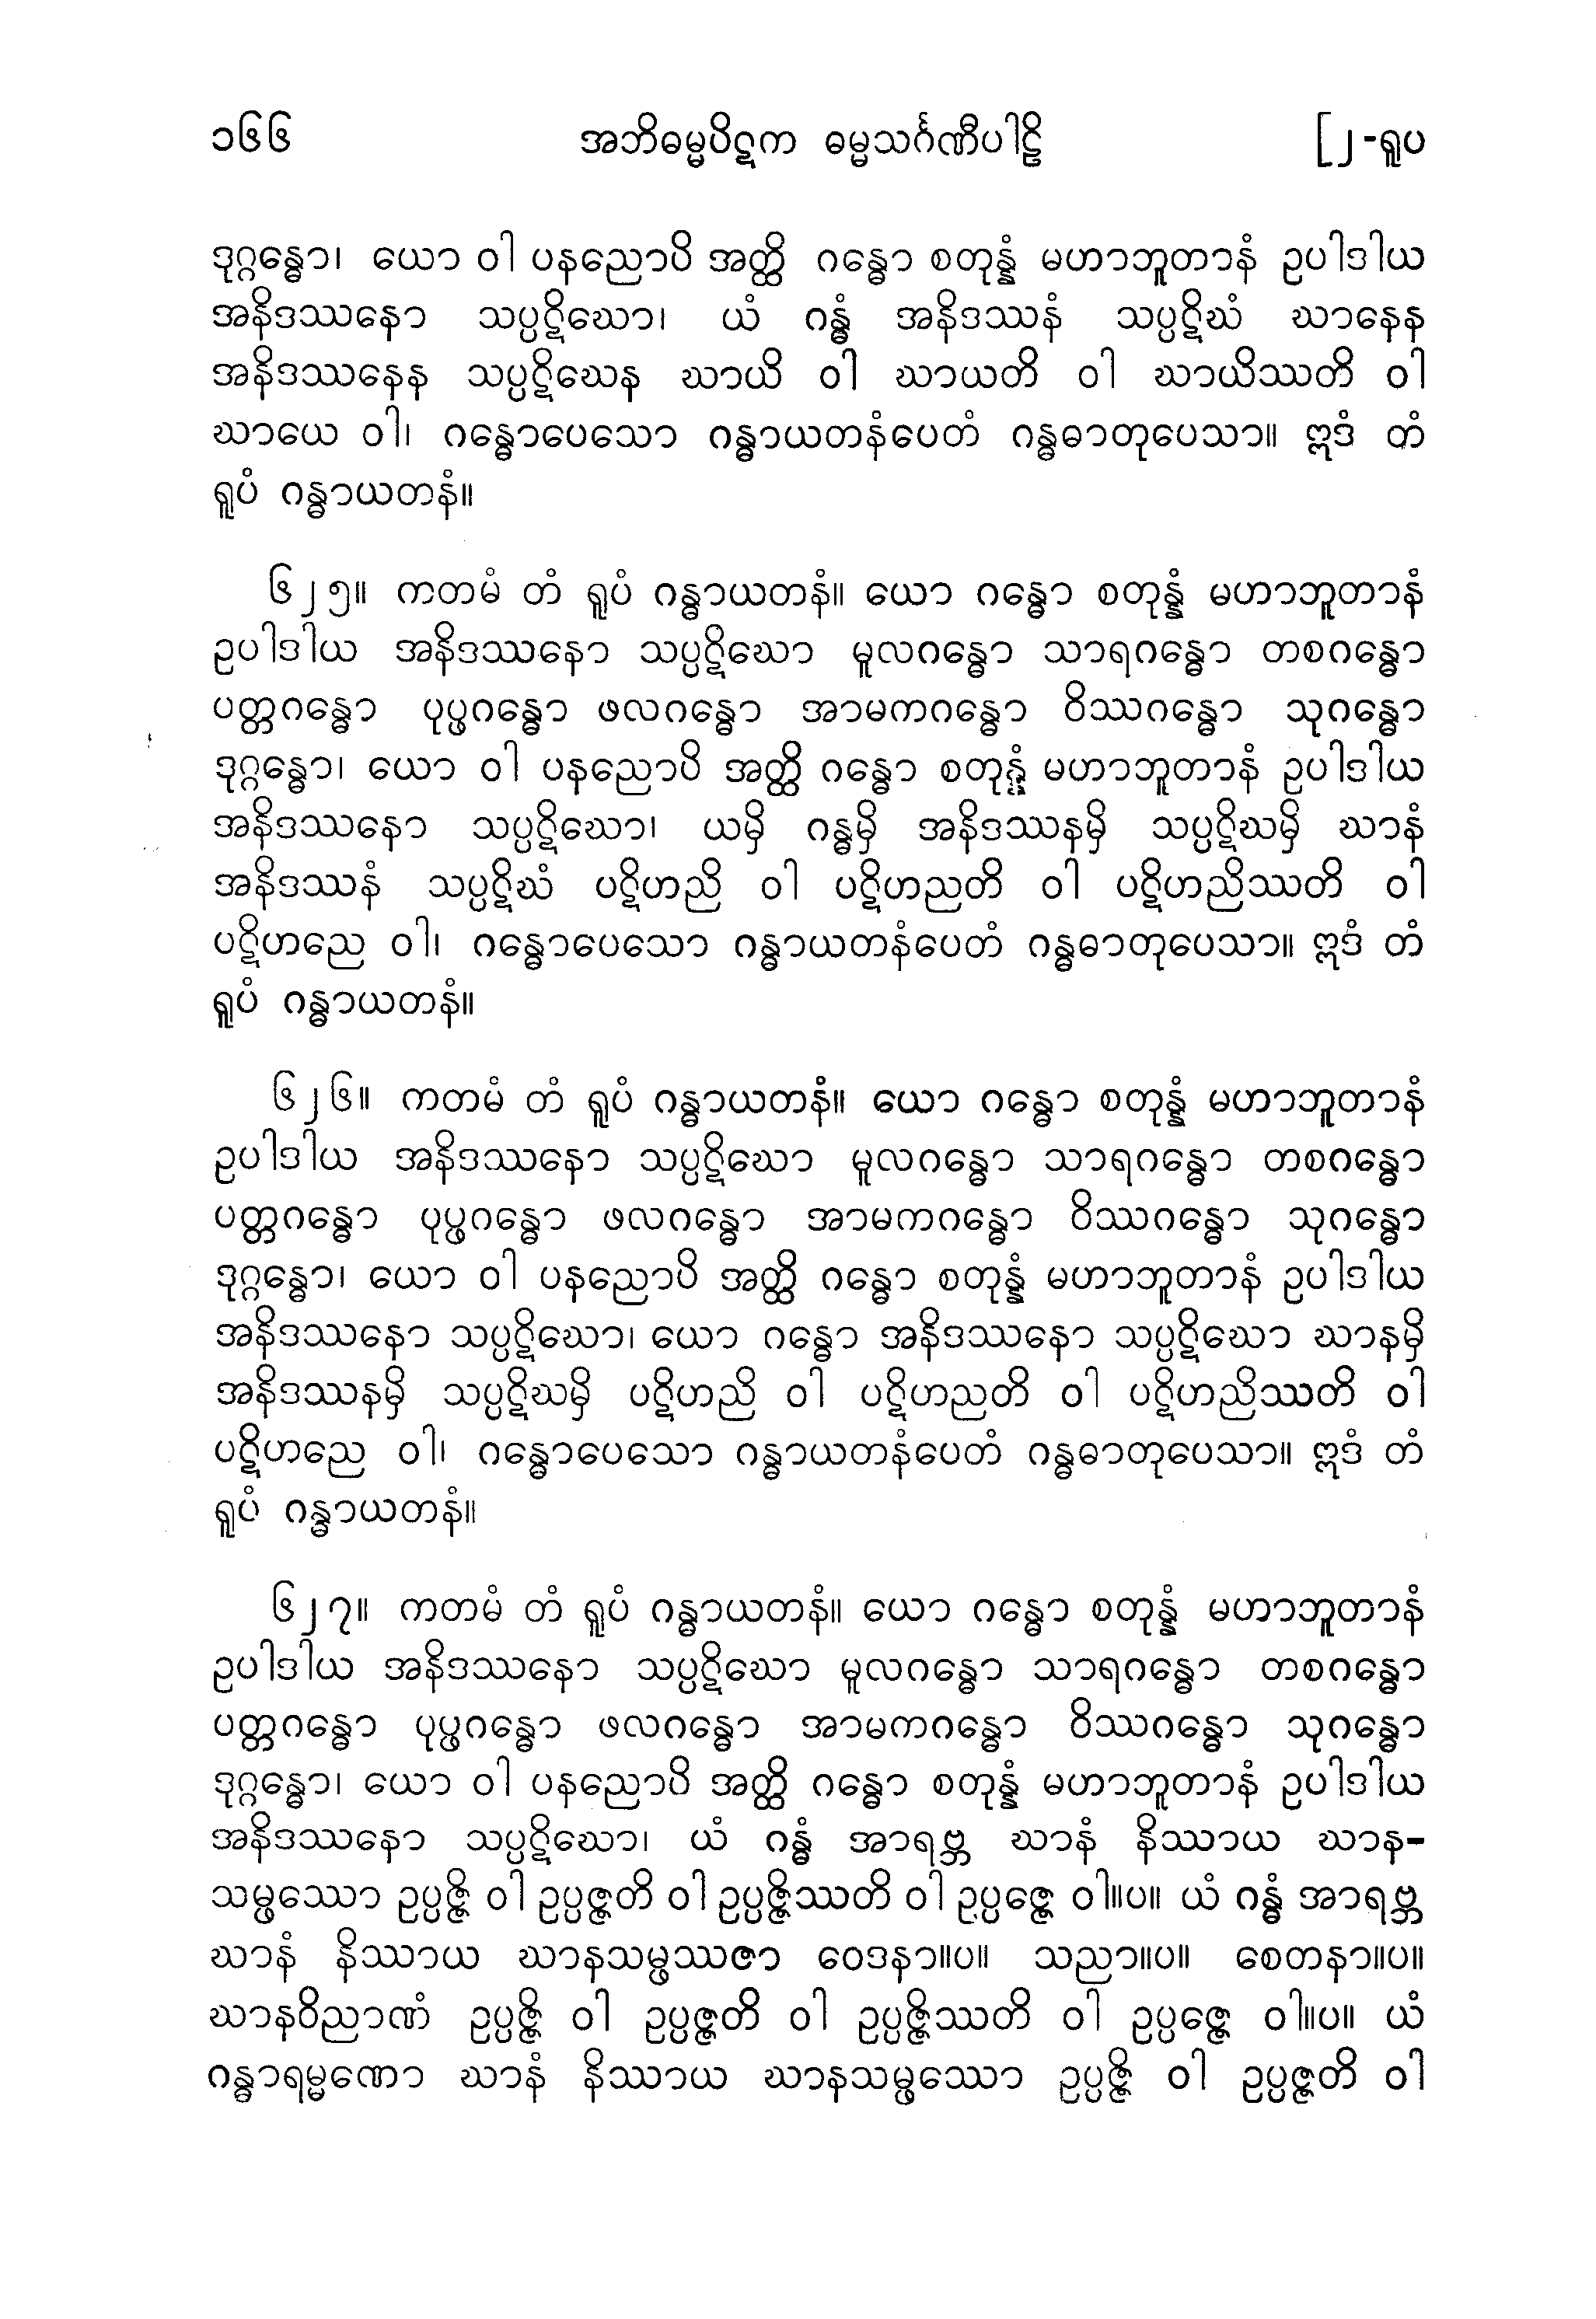 ၁၆၆ အဘိဓမ္မပိဋက ဓမ္မသင်္ဂဏီပါဠိ [၂-ရူပ
ဒုဂ္ဂန္ဓော၊ ယော ဝါ ပနညောပိ အတ္ထိ ဂန္ဓော စတုန္နံ မဟာဘူတာနံ ဥပါဒါယ
အနိဒဿနော သပ္ပဋိဃော၊ ယံ ဂန္ဓံ အနိဒဿနံ သပ္ပဋိဃံ ဃာနေန
အနိဒဿနေန သပ္ပဋိဃေန ဃာယိ ဝါ ဃာယတိ ဝါ ဃာယိဿတိ ဝါ
ဃာယေ ဝါ၊ ဂန္ဓောပေသော ဂန္ဓာယတနံပေတံ ဂန္ဓဓာတုပေသာ။ ဣဒံ တံ
ရူပံ ဂန္ဓာယတနံ။
၆၂၅။ ကတမံ တံ ရူပံ ဂန္ဓာယတနံ။ ယော ဂန္ဓော စတုန္နံ မဟာဘူတာနံ
ဥပါဒါယ အနိဒဿနော သပ္ပဋိဃော မူလဂန္ဓော သာရဂန္ဓော တစဂန္ဓော
ပတ္တဂန္ဓော ပုပ္ဖဂန္ဓော ဖလဂန္ဓော အာမကဂန္ဓော ဝိဿဂန္ဓော သုဂန္ဓော
ဒုဂ္ဂန္ဓော၊ ယော ဝါ ပနညောပိ အတ္ထိ ဂန္ဓော စတုန္နံ မဟာဘူတာနံ ဥပါဒါယ
အနိဒဿနော သပ္ပဋိဃော၊ ယမှိ ဂန္ဓမှိ အနိဒဿနမှိ သပ္ပဋိဃမှိ ဃာနံ
အနိဒဿနံ သပ္ပဋိဃံ ပဋိဟညိ ဝါ ပဋိဟညတိ ဝါ ပဋိဟညိဿတိ ဝါ
ပဋိဟညေ ဝါ၊ ဂန္ဓောပေသော ဂန္ဓာယတနံပေတံ ဂန္ဓဓာတုပေသာ။ ဣဒံ တံ
ရူပံ ဂန္ဓာယတနံ။
၆၂၆။ ကတမံ တံ ရူပံ ဂန္ဓာယတနံ။ ယော ဂန္ဓော စတုန္နံ မဟာဘူတာနံ
ဥပါဒါယ အနိဒဿနော သပ္ပဋိဃော မူလဂန္ဓော သာရဂန္ဓော တစဂန္ဓော
ပတ္တဂန္ဓော ပုပ္ဖဂန္ဓော ဖလဂန္ဓော အာမကဂန္ဓော ဝိဿဂန္ဓော သုဂန္ဓော
ဒုဂ္ဂန္ဓော၊ ယော ဝါ ပနညောပိ အတ္ထိ ဂန္ဓော စတုန္နံ မဟာဘူတာနံ ဥပါဒါယ
အနိဒဿနော သပ္ပဋိဃော၊ ယော ဂန္ဓော အနိဒဿနော သပ္ပဋိဃော ဃာနမှိ
အနိဒဿနမှိ သပ္ပဋိဃမှိ ပဋိဟညိ ဝါ ပဋိဟညတိ ဝါ ပဋိဟညိဿတိ ဝါ
ပဋိဟညေ ဝါ၊ ဂန္ဓောပေသော ဂန္ဓာယတနံပေတံ ဂန္ဓဓာတုပေသာ။ ဣဒံ တံ
ရူပံ ဂန္ဓာယတနံ။
၆၂၇။ ကတမံ တံ ရူပံ ဂန္ဓာယတနံ။ ယော ဂန္ဓော စတုန္နံ မဟာဘူတာနံ
ဥပါဒါယ အနိဒဿနော သပ္ပဋိဃော မူလဂန္ဓော သာရဂန္ဓော တစဂန္ဓော
ပတ္တဂန္ဓော ပုပ္ဖဂန္ဓော ဖလဂန္ဓော အာမကဂန္ဓော ဝိဿဂန္ဓော သုဂန္ဓော
ဒုဂ္ဂန္ဓော၊ ယော ဝါ ပနညောပိ အတ္ထိ ဂန္ဓော စတုန္နံ မဟာဘူတာနံ ဥပါဒါယ
အနိဒဿနော သပ္ပဋိဃော၊ ယံ ဂန္ဓံ အာရဗ္ဘ ဃာနံ နိဿာယ ဃာန-
သမ္ဖဿော ဥပ္ပဇ္ဇိ ဝါ ဥပ္ပဇ္ဇတိ ဝါ ဥပ္ပဇ္ဇိဿတိ ဝါ ဥပ္ပဇ္ဇေ ဝါ။ပ။ ယံ ဂန္ဓံ အာရဗ္ဘ
ဃာနံ နိဿာယ ဃာနသမ္ဖဿဇာ ဝေဒနာ။ပ။ သညာ။ပ။ စေတနာ။ပ။
ဃာနဝိညာဏံ ဥပ္ပဇ္ဇိ ဝါ ဥပ္ပဇ္ဇတိ ဝါ ဥပ္ပဇ္ဇိဿတိ ဝါ ဥပ္ပဇ္ဇေ ဝါ။ပ။ ယံ
ဂန္ဓာရမ္မဏော ဃာနံ နိဿာယ ဃာနသမ္ဖဿော ဥပ္ပဇ္ဇိ ဝါ ဥပ္ပဇ္ဇတိ ဝါ